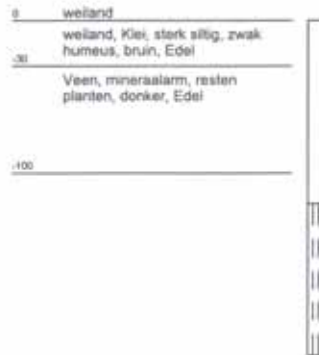 0 weiland
weiland, Klei, sterk siltig, zwak
humeus, bruin, Edel
-30
Veen, mineraalarm, resten
planten, donker, Edel
-100